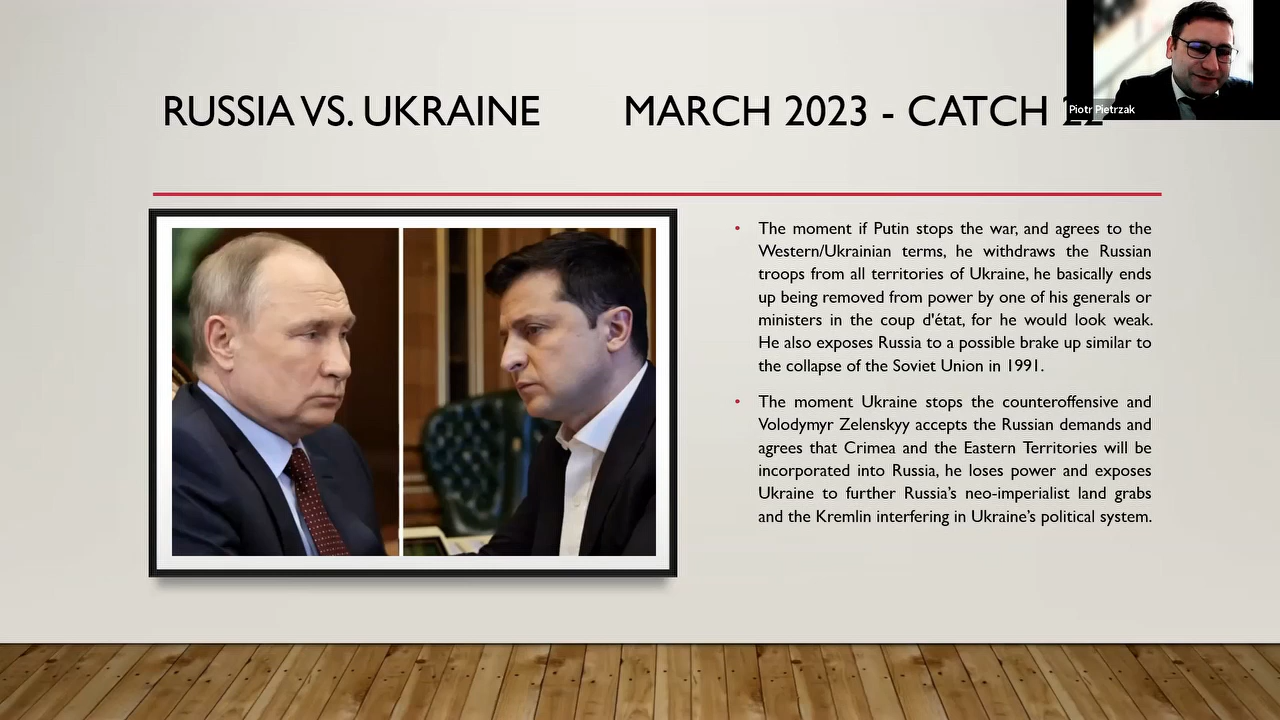 RUSSIA VS. UKRAINE MARCH 2023 - CATCH 22
Piotr Pietrzak
• The moment if Putin stops the war, and agrees to the
Western/Ukrainian terms, he withdraws the Russian
troops from all territories of Ukraine, he basically ends
up being removed from power by one of his generals or
ministers in the coup d'état, for he would look weak.
He also exposes Russia to a possible brake up similar to
the collapse of the Soviet Union in 1991.
• The moment Ukraine stops the counteroffensive and
Volodymyr Zelenskyy accepts the Russian demands and
agrees that Crimea and the Eastern Territories will be
incorporated into Russia, he loses power and exposes
Ukraine to further Russia’s neo-imperialist land grabs
and the Kremlin interfering in Ukraine’s political system.